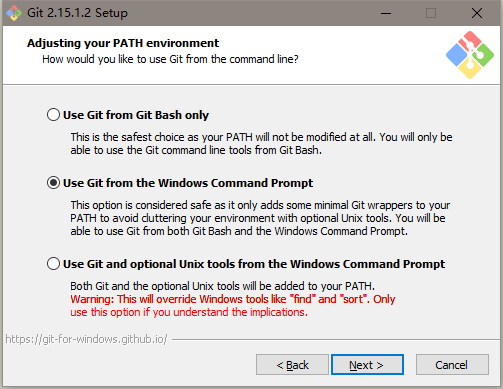 Git 2.15.1.2 Setup
Adjusting your PATH environment
How would you like to use Git from the command line?
Use Git from Git Bash only
This is the safest choice as your PATH will not be modified at all. You will only be
able to use the Git command line tools from Git Bash.
Use Git from the Windows Command Prompt
This option is considered safe as it only adds some minimal Git wrappers to your
PATH to avoid cluttering your environment with optional Unix tools. You will be
able to use Git from both Git Bash and the Windows Command Prompt.
Use Git and optional Unix tools from the Windows Command Prompt
Both Git and the optional Unix tools will be added to your PATH.
Warning: This will override Windows tools like "find" and "sort". Only
use this option if you understand the implications.
https://git-for-windows.github.io/
< Back Next > Cancel